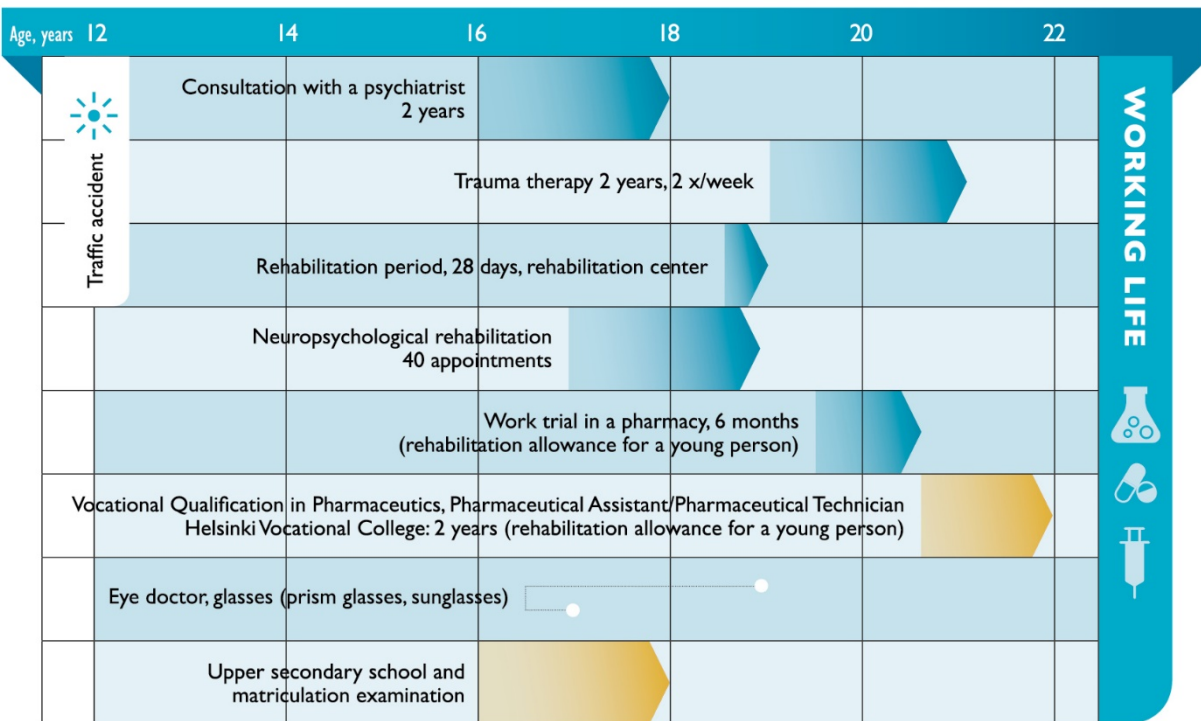 Age, years 12 14 16 18 20 22
Traffic accident
Consultation with a psychiatrist
2 years
Trauma therapy 2 years, 2 x/week
Rehabilitation period, 28 days, rehabilitation center
Neuropsychological rehabilitation
40 appointments
Work trial in a pharmacy, 6 months
(rehabilitation allowance for a young person)
Vocational Qualification in Pharmaceutics, Pharmaceutical Assistant/Pharmaceutical Technician
Helsinki Vocational College: 2 years (rehabilitation allowance for a young person)
Eye doctor, glasses (prism glasses, sunglasses)
Upper secondary school and
matriculation examination
WORKING LIFE